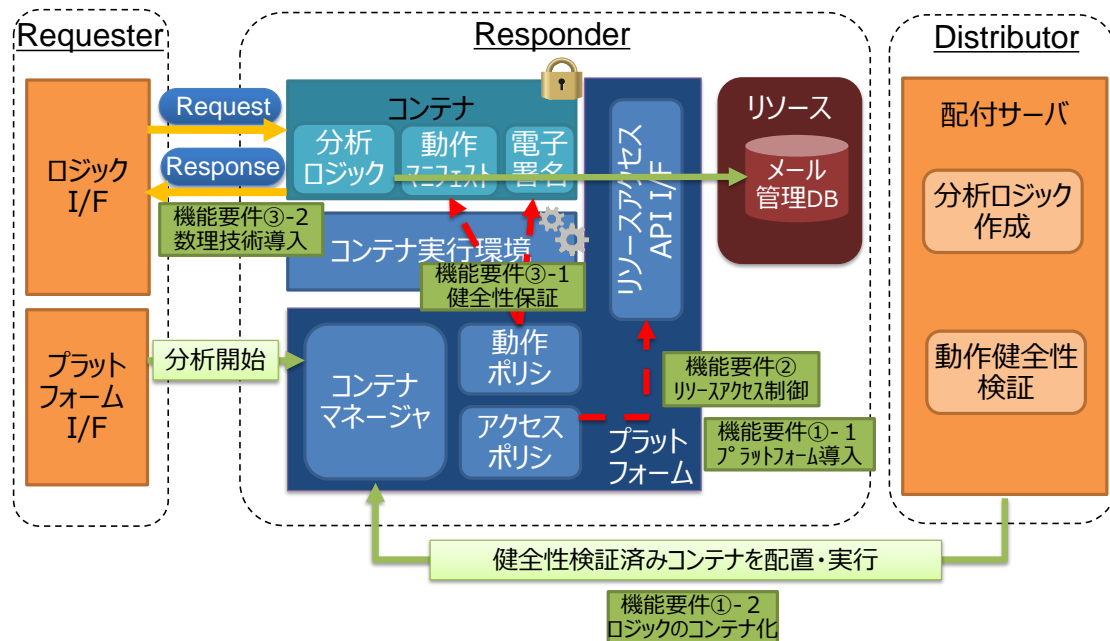 Requester
Responder
Distributor
ロジック
I/F
プラット
フォーム
I/F
Request
Response
機能要件③-2
数理技術導入
分析開始
コンテナ
分析
ロジック
動作
マニフェスト
電子
署名
コンテナ実行環境
機能要件③-1
健全性保証
コンテナ
マネージャ
動作
ポリシ
アクセス
ポリシ
リソースアクセス
API I/F
プラット
フォーム
リソース
メール
管理DB
機能要件②
リソースアクセス制御
機能要件①-１
プラットフォーム導入
配付サーバ
分析ロジック
作成
動作健全性
検証
健全性検証済みコンテナを配置・実行
機能要件①-２
ロジックのコンテナ化